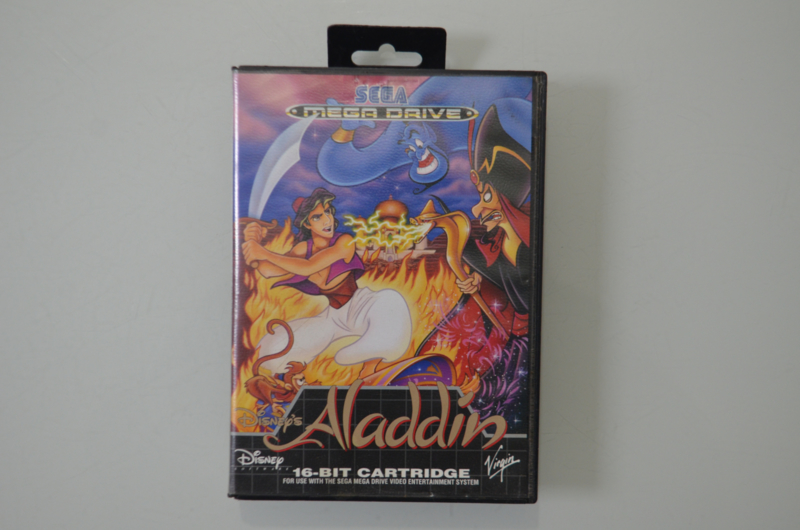 SEGA
MEGA DRIVE
Disney's
Aladdin
Disney
SOFTWARE
16-BIT CARTRIDGE
Virgin
FOR USE WITH THE SEGA MEGA DRIVE VIDEO ENTERTAINMENT SYSTEM